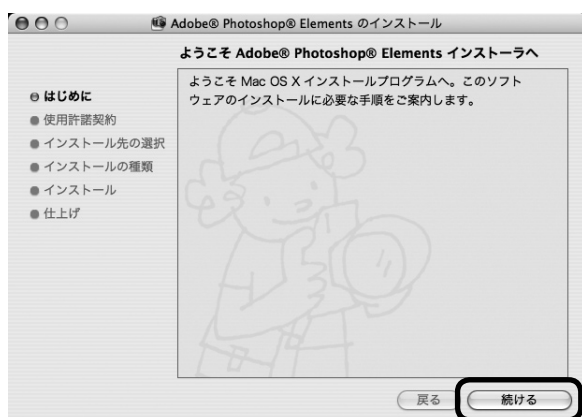 Adobe® Photoshop® Elements のインストール
ようこそ Adobe® Photoshop® Elements インストーラへ
はじめに
使用許諾契約
インストール先の選択
インストールの種類
インストール
仕上げ
ようこそ Mac OS X インストールプログラムへ。このソフト
ウェアのインストールに必要な手順をご案内します。
戻る
続ける